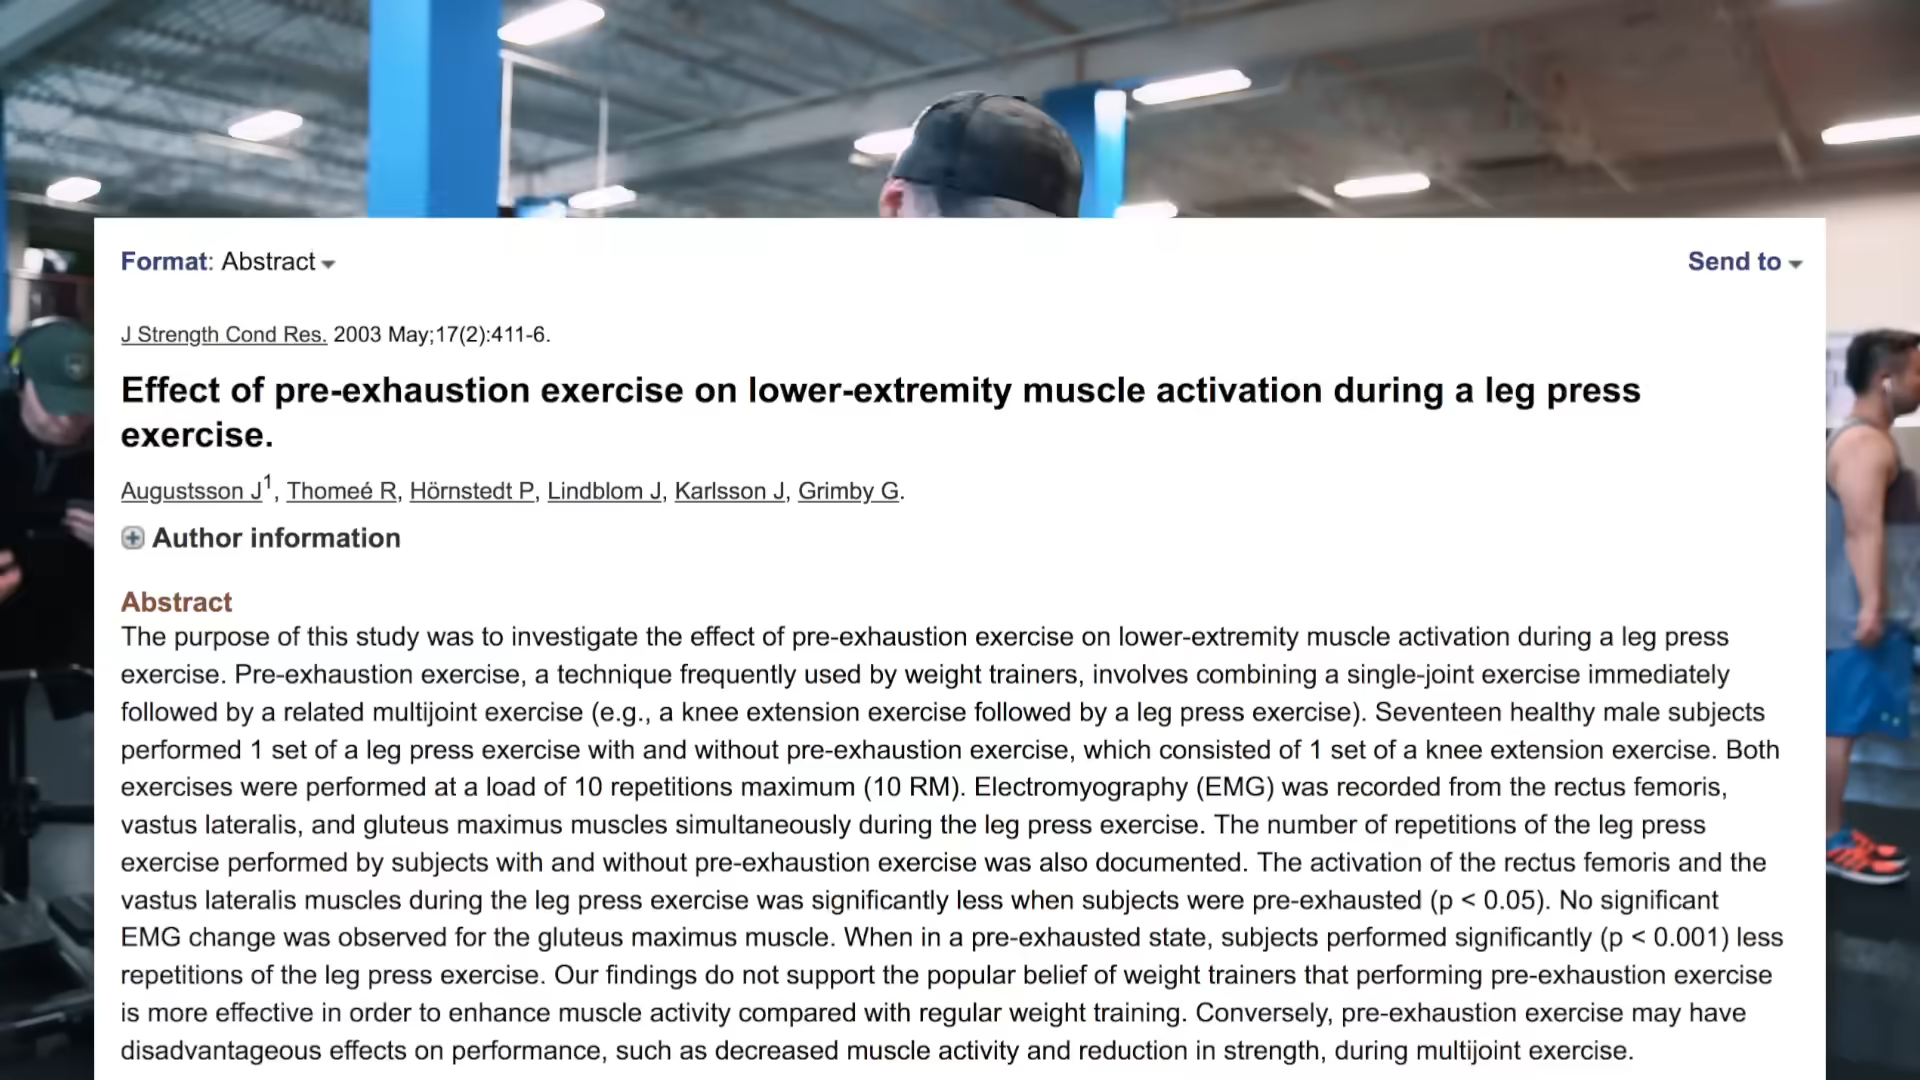 Format: Abstract
Send to
J Strength Cond Res. 2003 May;17(2):411-6.
Effect of pre-exhaustion exercise on lower-extremity muscle activation during a leg press
exercise.
Augustsson J1, Thomeé R, Hörnstedt P, Lindblom J, Karlsson J, Grimby G.
Author information
Abstract
The purpose of this study was to investigate the effect of pre-exhaustion exercise on lower-extremity muscle activation during a leg press
exercise. Pre-exhaustion exercise, a technique frequently used by weight trainers, involves combining a single-joint exercise immediately
followed by a related multijoint exercise (e.g., a knee extension exercise followed by a leg press exercise). Seventeen healthy male subjects
performed 1 set of a leg press exercise with and without pre-exhaustion exercise, which consisted of 1 set of a knee extension exercise. Both
exercises were performed at a load of 10 repetitions maximum (10 RM). Electromyography (EMG) was recorded from the rectus femoris,
vastus lateralis, and gluteus maximus muscles simultaneously during the leg press exercise. The number of repetitions of the leg press
exercise performed by subjects with and without pre-exhaustion exercise was also documented. The activation of the rectus femoris and the
vastus lateralis muscles during the leg press exercise was significantly less when subjects were pre-exhausted (p < 0.05). No significant
EMG change was observed for the gluteus maximus muscle. When in a pre-exhausted state, subjects performed significantly (p < 0.001) less
repetitions of the leg press exercise. Our findings do not support the popular belief of weight trainers that performing pre-exhaustion exercise
is more effective in order to enhance muscle activity compared with regular weight training. Conversely, pre-exhaustion exercise may have
disadvantageous effects on performance, such as decreased muscle activity and reduction in strength, during multijoint exercise.